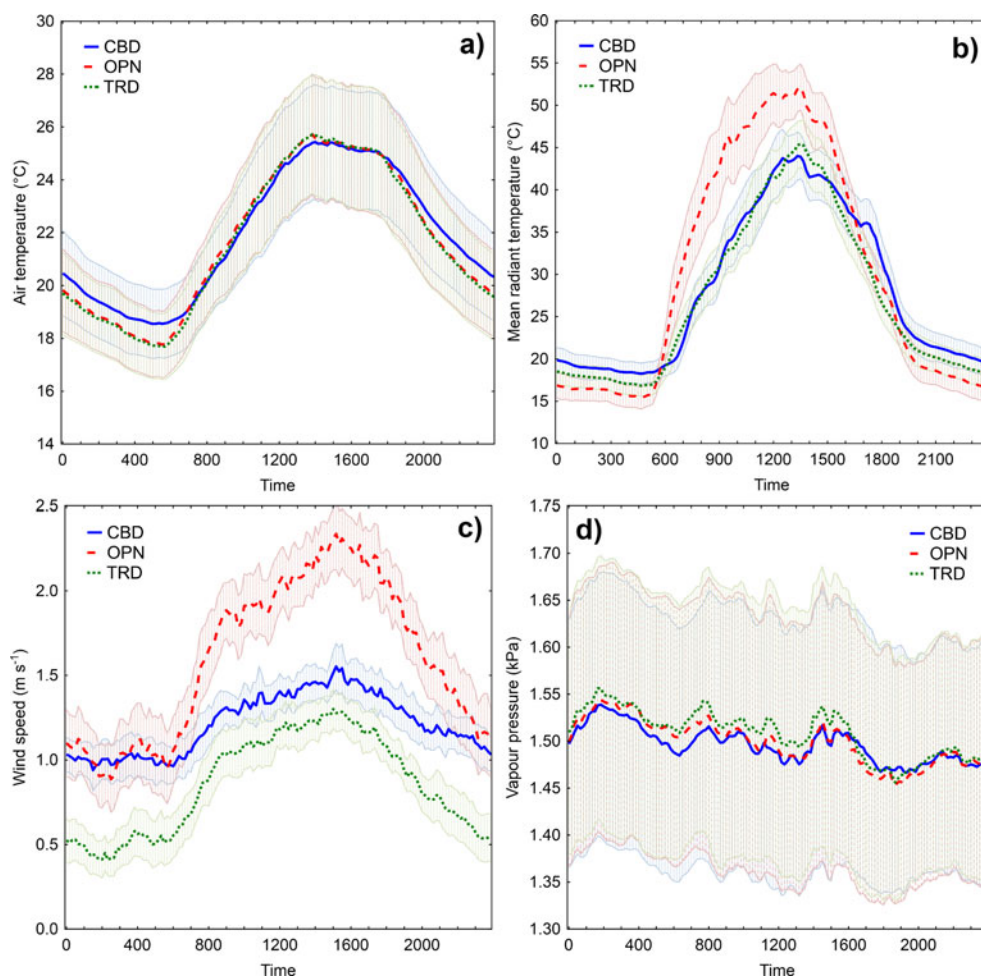 a)
CBD
OPN
TRD
Air temperautre (°C)
30
28
26
24
22
20
18
16
14
0 400 800 1200 1600 2000
Time
b)
CBD
OPN
TRD
Mean radiant temperature (°C)
60
55
50
45
40
35
30
25
20
15
10
0 300 600 900 1200 1500 1800 2100
Time
c)
CBD
OPN
TRD
Wind speed (m s⁻¹)
2.5
2.0
1.5
1.0
0.5
0.0
0 400 800 1200 1600 2000
Time
d)
CBD
OPN
TRD
Vapour pressure (kPa)
1.75
1.70
1.65
1.60
1.55
1.50
1.45
1.40
1.35
1.30
0 400 800 1200 1600 2000
Time